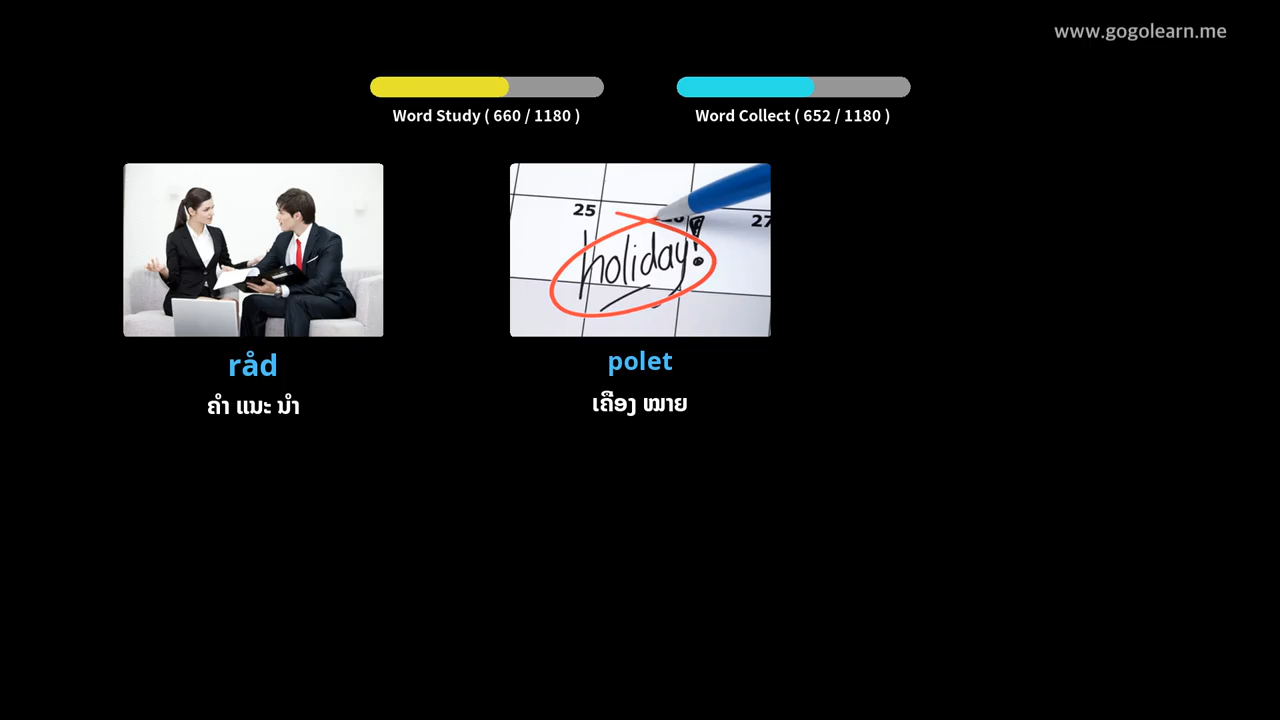 www.gogolearn.me
Word Study ( 660 / 1180 )
Word Collect ( 652 / 1180 )
25
27
holiday!
råd
polet
ຄຳ ແນະ ນຳ
ເຄືອງ ໝາຍ